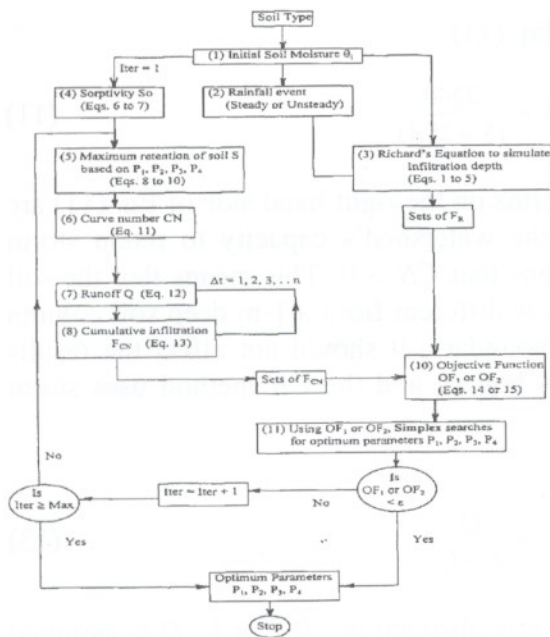 Soil Type
(1) Initial Soil Moisture θi
Iter = 1
(4) Sorptivity So
(Eqs. 6 to 7)
(2) Rainfall event
(Steady or Unsteady)
(5) Maximum retention of soil S
based on P1, P2, P3, P4
(Eqs. 8 to 10)
(3) Richard's Equation to simulate
Infiltration depth
(Eqs. 1 to 5)
(6) Curve number CN
(Eq. 11)
Sets of FR
Δt = 1, 2, 3, . . n
(7) Runoff Q (Eq. 12)
(8) Cumulative infiltration
FCN (Eq. 13)
Sets of FCN
(10) Objective Function
OF1 or OF2
(Eqs. 14 or 15)
(11) Using OF1 or OF2, Simplex searches
for optimum parameters P1, P2, P3, P4
No
Is
Iter ≥ Max
Iter = Iter + 1
No
Is
OF1 or OF2
< ε
Yes
Yes
Optimum Parameters
P1, P2, P3, P4
Stop